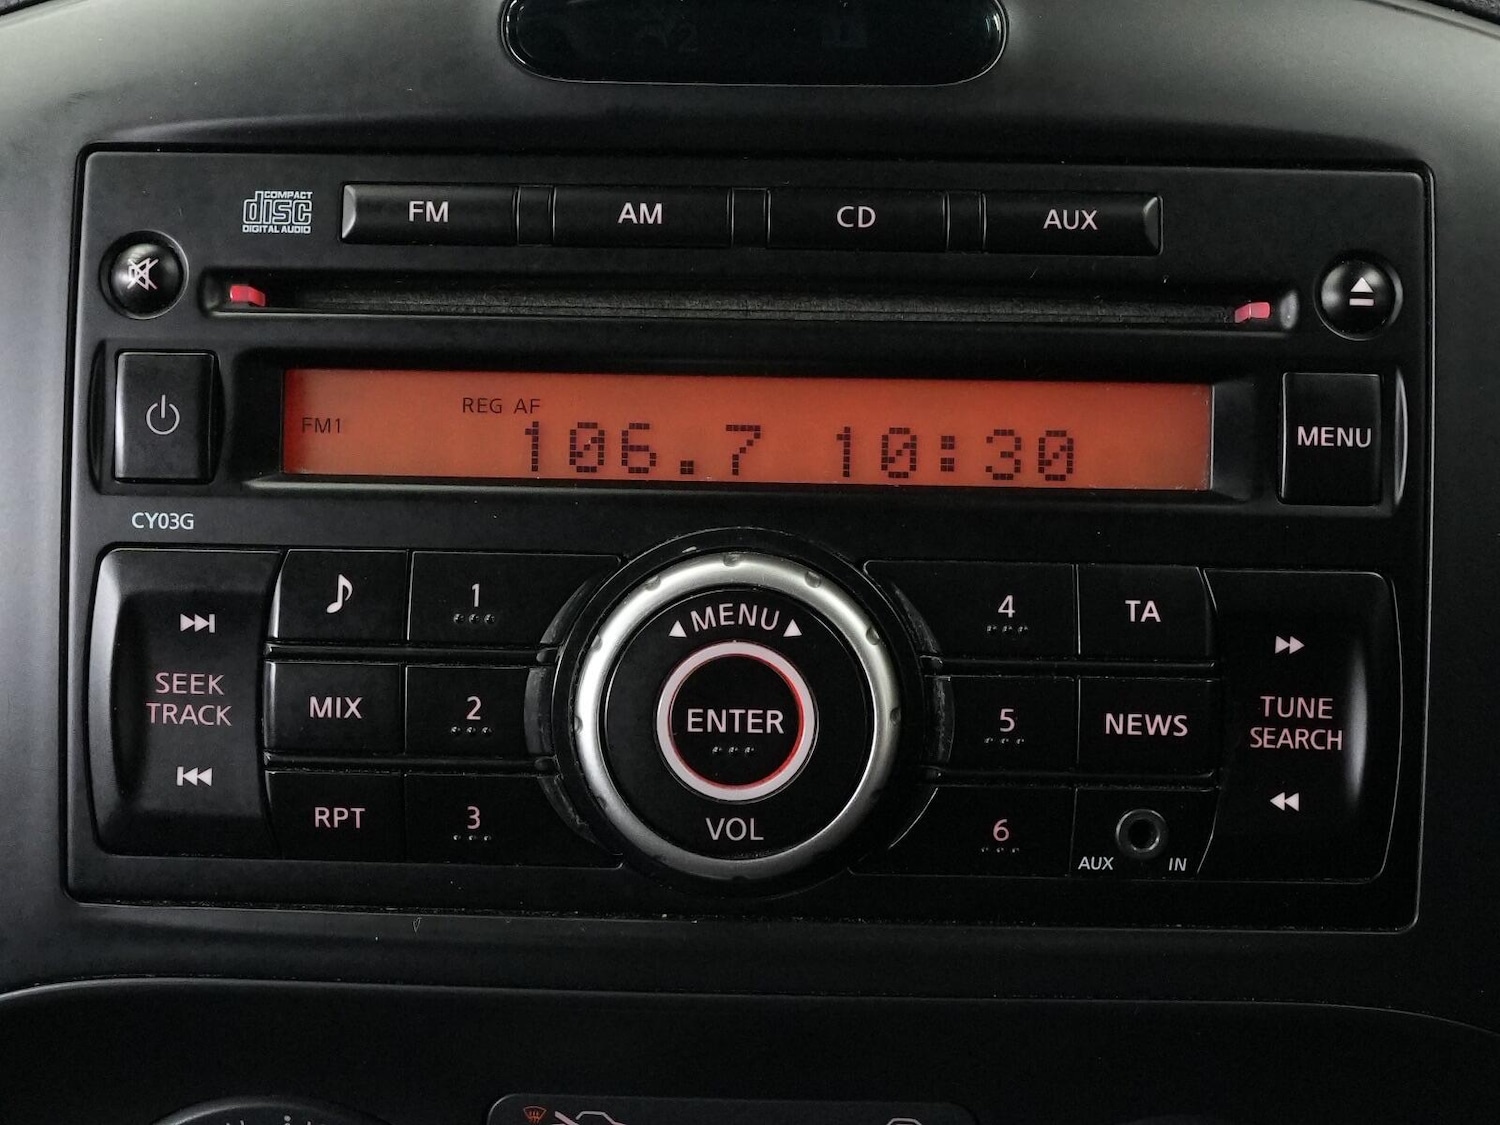 COMPACT
disc
DIGITAL AUDIO
FM AM CD AUX
REG AF
FM1 106.7 10:30
MENU
CY03G
1 4 TA
MENU
SEEK
TRACK
MIX 2 ENTER 5 NEWS
TUNE
SEARCH
RPT 3 VOL 6
AUX IN